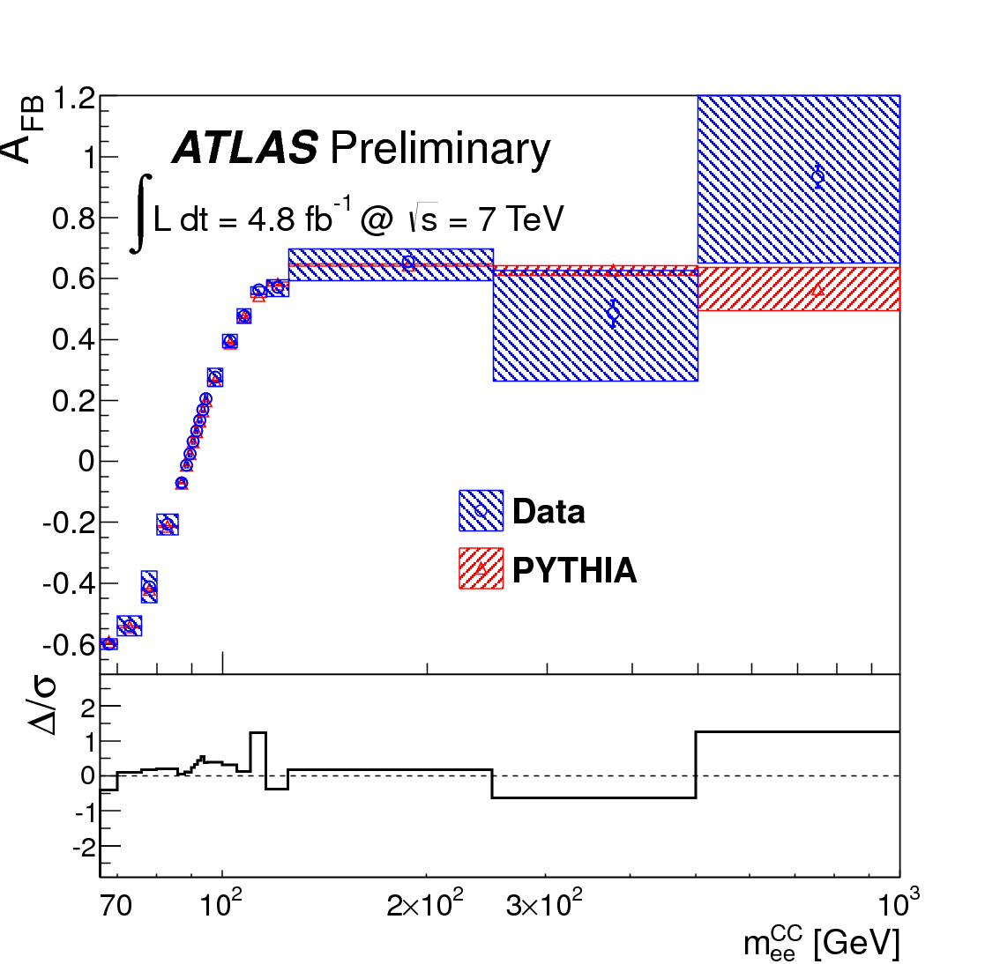 A_FB
1.2
1
0.8
0.6
0.4
0.2
0
-0.2
-0.4
-0.6
ATLAS Preliminary
∫ L dt = 4.8 fb^-1 @ √s = 7 TeV
Data
PYTHIA
Δ/σ
2
1
0
-1
-2
70 10^2 2×10^2 3×10^2 10^3
m_ee^CC [GeV]